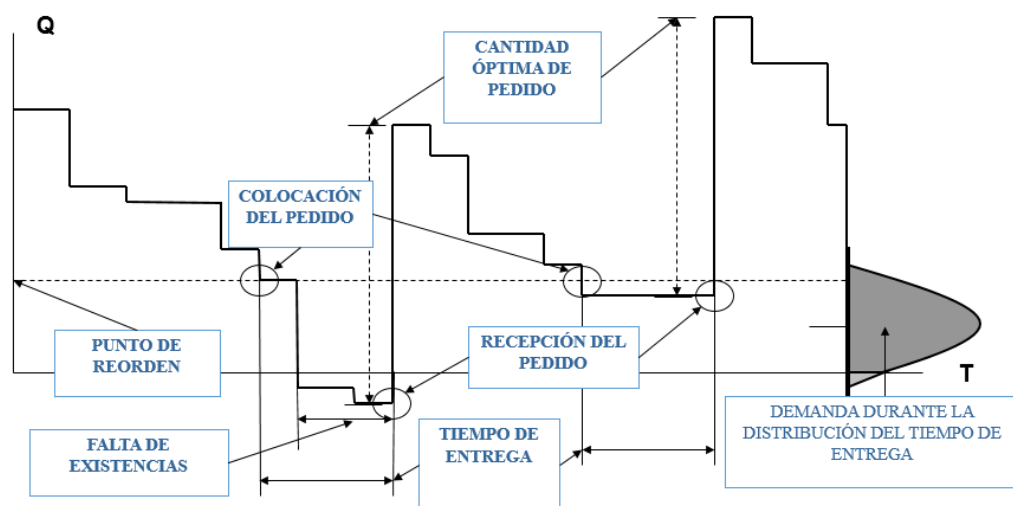 Q
CANTIDAD
ÓPTIMA DE
PEDIDO
COLOCACIÓN
DEL PEDIDO
PUNTO DE
REORDEN
RECEPCIÓN DEL
PEDIDO
T
FALTA DE
EXISTENCIAS
TIEMPO DE
ENTREGA
DEMANDA DURANTE LA
DISTRIBUCIÓN DEL TIEMPO DE
ENTREGA